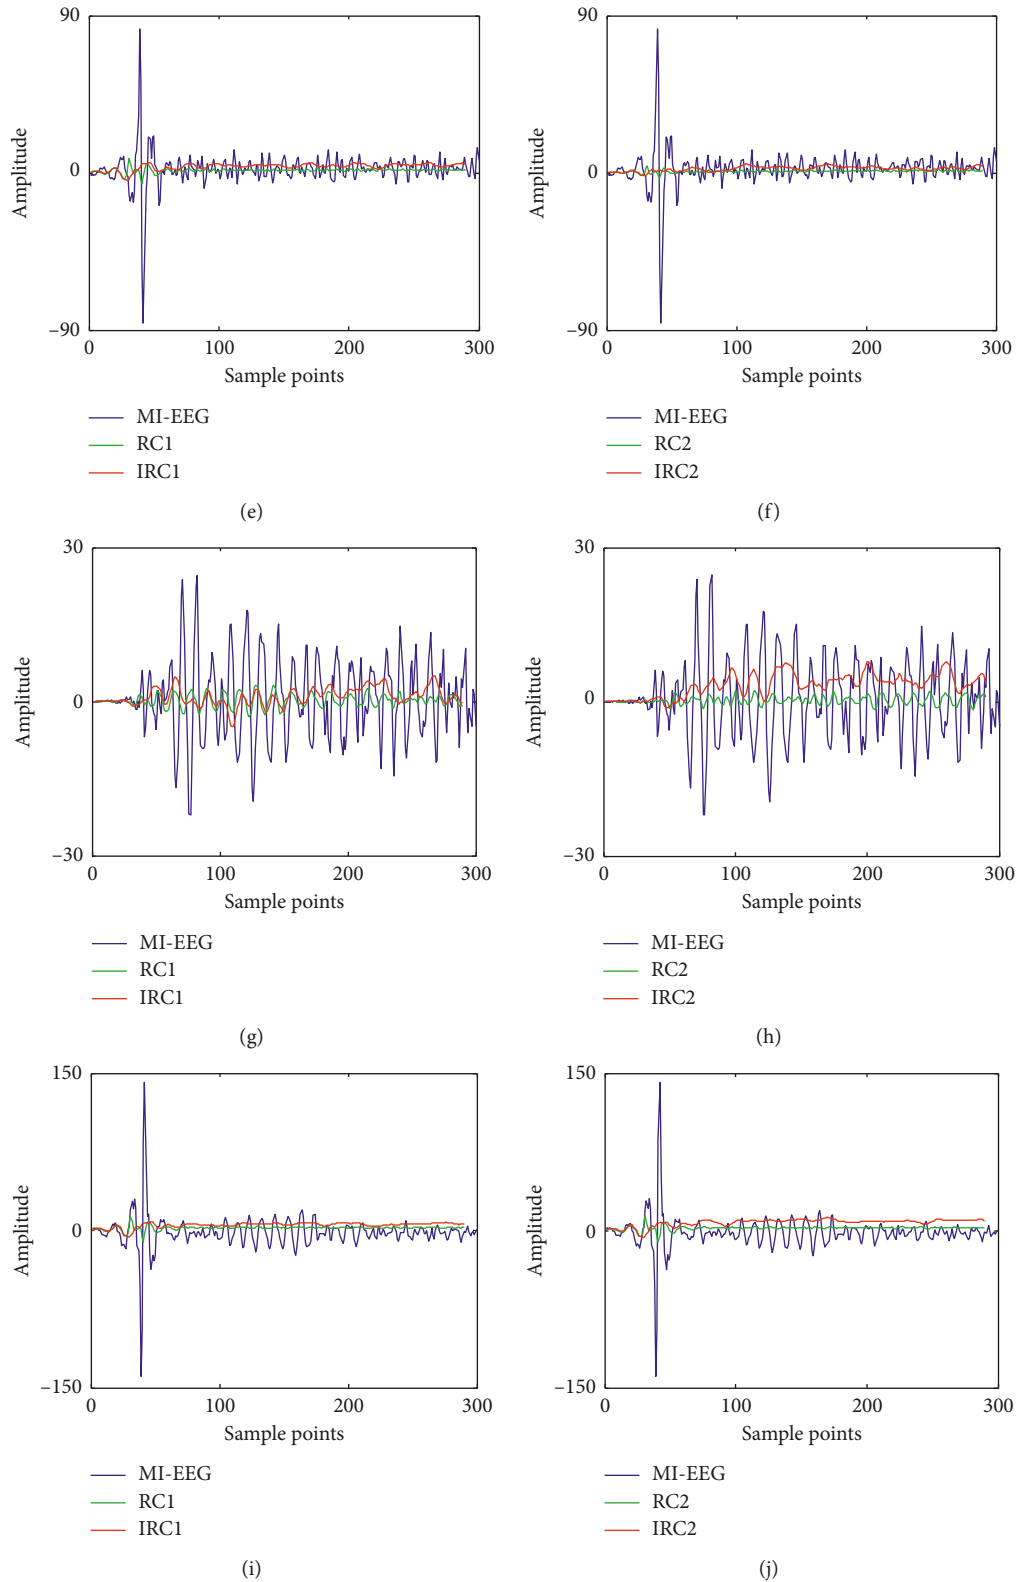 90
0
−90
Amplitude
0 100 200 300
Sample points
MI-EEG
RC1
IRC1
(e)
90
0
−90
Amplitude
0 100 200 300
Sample points
MI-EEG
RC2
IRC2
(f)
30
0
−30
Amplitude
0 100 200 300
Sample points
MI-EEG
RC1
IRC1
(g)
30
0
−30
Amplitude
0 100 200 300
Sample points
MI-EEG
RC2
IRC2
(h)
150
0
−150
Amplitude
0 100 200 300
Sample points
MI-EEG
RC1
IRC1
(i)
150
0
−150
Amplitude
0 100 200 300
Sample points
MI-EEG
RC2
IRC2
(j)